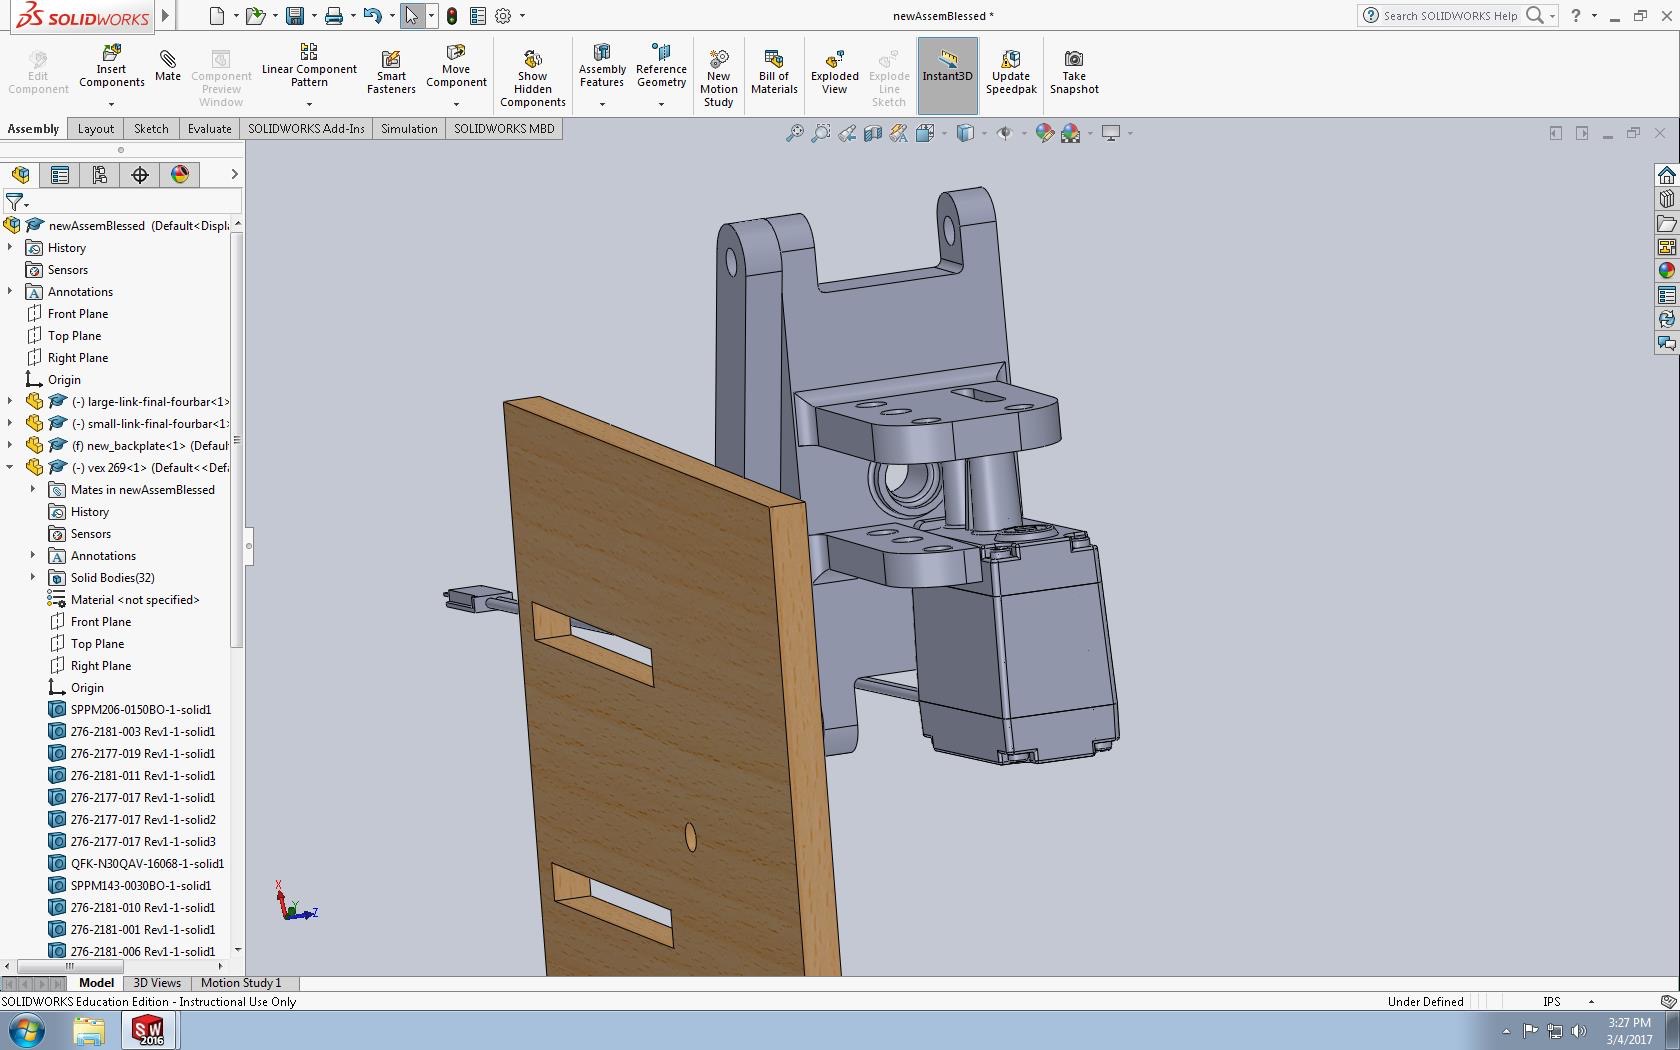 SOLIDWORKS
newAssemBlessed *
Search SOLIDWORKS Help
?
Edit Component
Insert Components
Mate
Component Preview Window
Linear Component Pattern
Smart Fasteners
Move Component
Show Hidden Components
Assembly Features
Reference Geometry
New Motion Study
Bill of Materials
Exploded View
Explode Line Sketch
Instant3D
Update Speedpak
Take Snapshot
Assembly
Layout
Sketch
Evaluate
SOLIDWORKS Add-Ins
Simulation
SOLIDWORKS MBD
newAssemBlessed (Default<Displ
History
Sensors
Annotations
Front Plane
Top Plane
Right Plane
Origin
(-) large-link-final-fourbar<1>
(-) small-link-final-fourbar<1>
(f) new_backplate<1> (Defaul
(-) vex 269<1> (Default<<Defa
Mates in newAssemBlessed
History
Sensors
Annotations
Solid Bodies(32)
Material <not specified>
Front Plane
Top Plane
Right Plane
Origin
SPPM206-0150BO-1-solid1
276-2181-003 Rev1-1-solid1
276-2177-019 Rev1-1-solid1
276-2181-011 Rev1-1-solid1
276-2177-017 Rev1-1-solid1
276-2177-017 Rev1-1-solid2
276-2177-017 Rev1-1-solid3
QFK-N30QAV-16068-1-solid1
SPPM143-0030BO-1-solid1
276-2181-010 Rev1-1-solid1
276-2181-001 Rev1-1-solid1
276-2181-006 Rev1-1-solid1
X
Y
Z
Model
3D Views
Motion Study 1
SOLIDWORKS Education Edition - Instructional Use Only
Under Defined
IPS
SW 2016
3:27 PM
3/4/2017